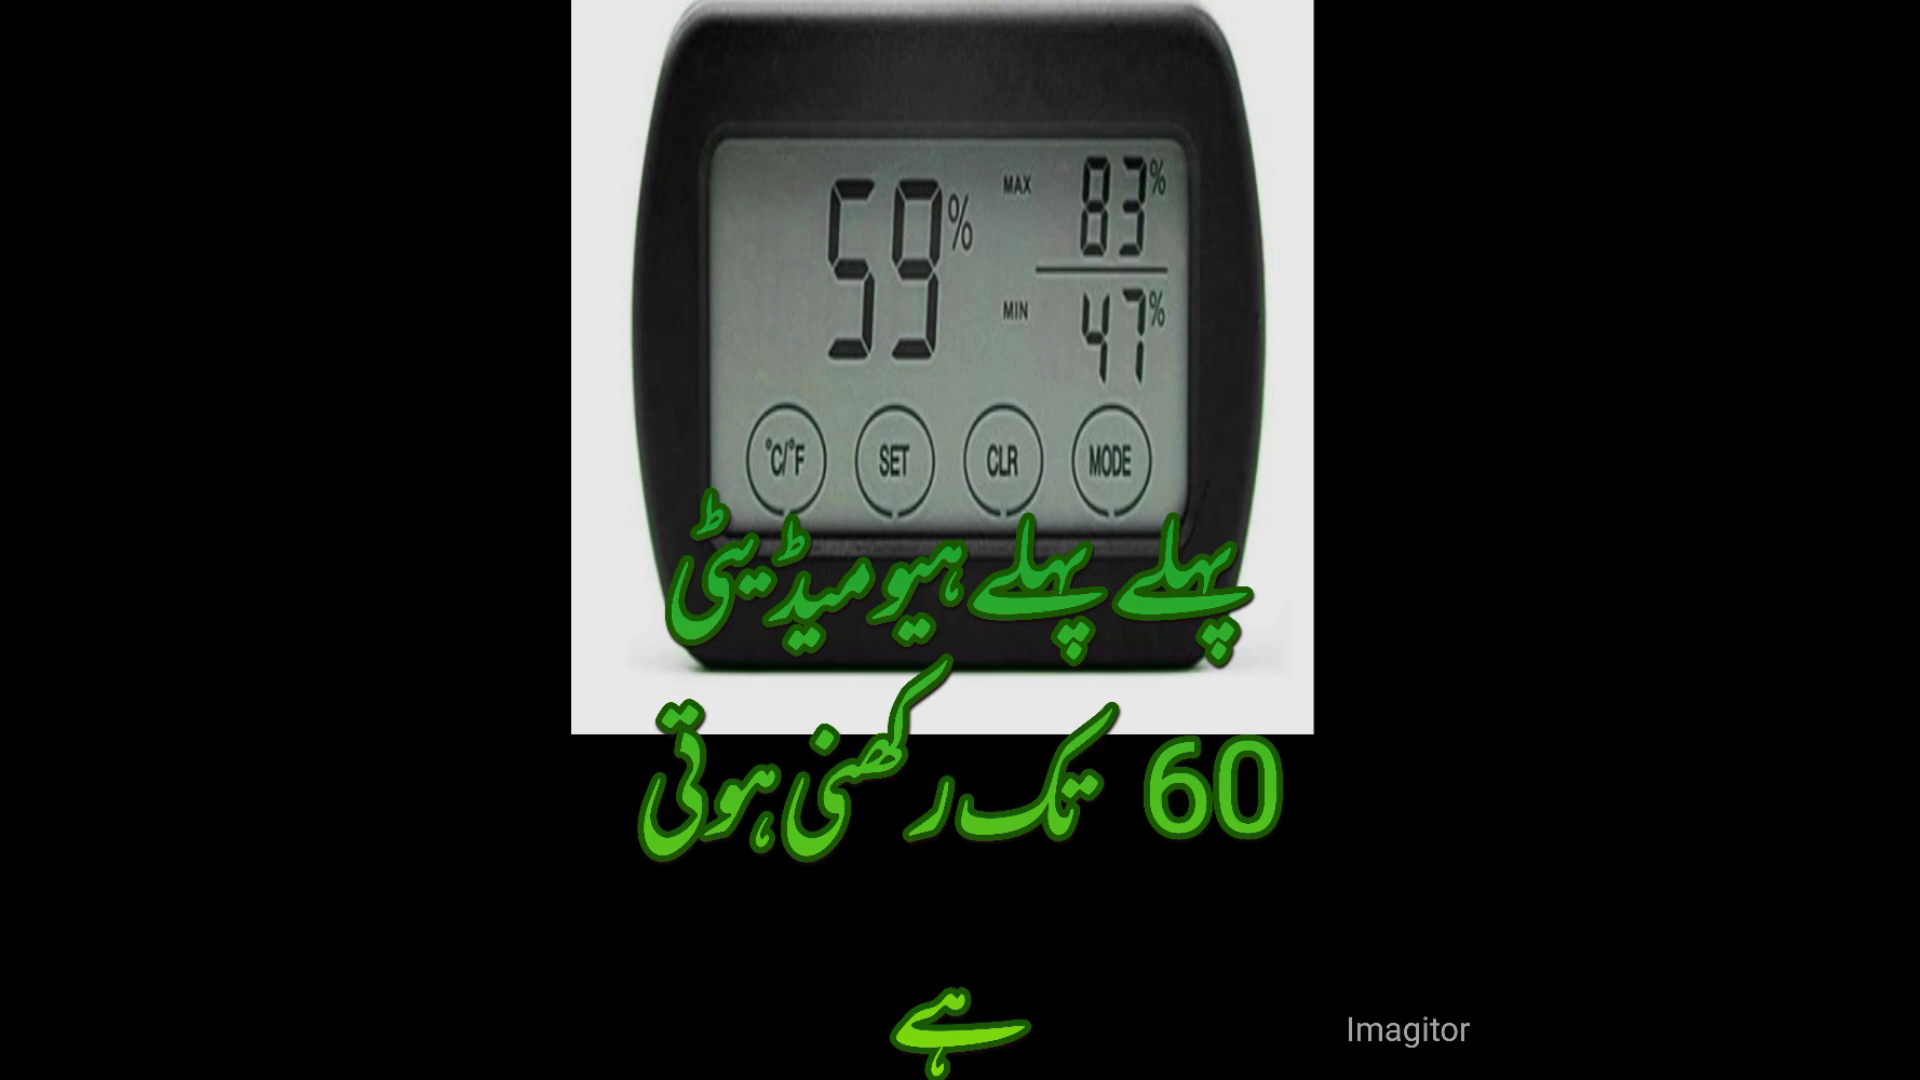 59%
MAX 83%
MIN 47%
°C/°F SET CLR MODE
پہلے پہلے ہیومیڈیٹی
60 تک رکھنی ہوتی
ہے
Imagitor